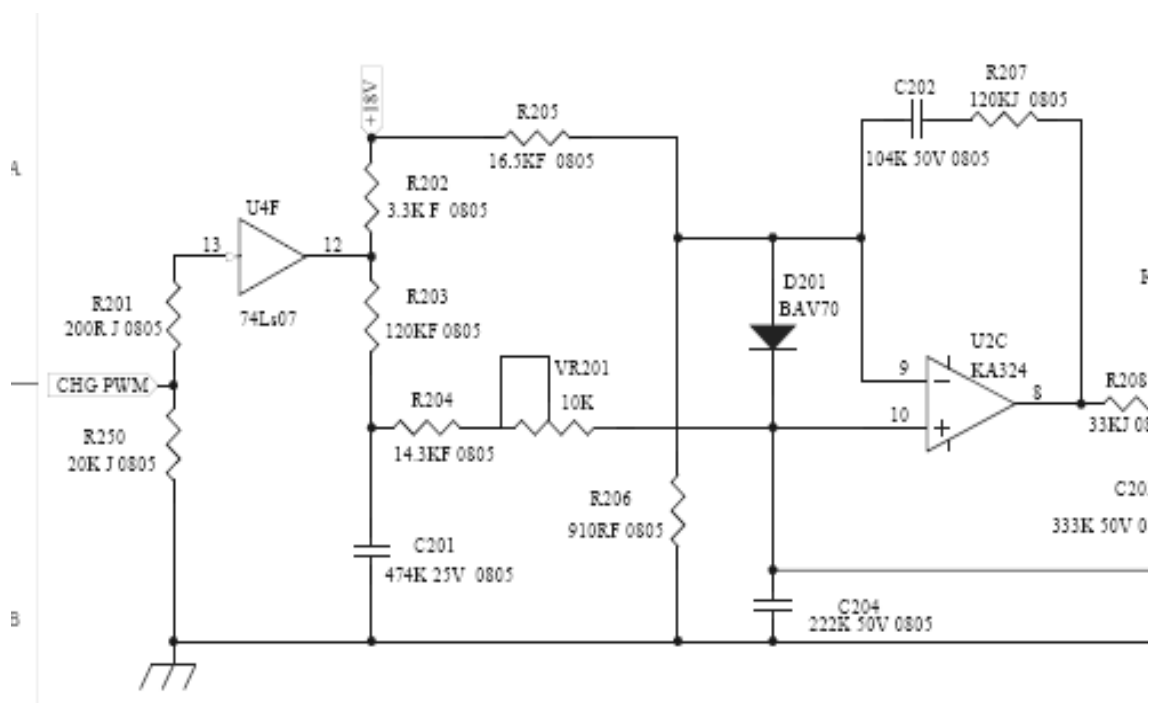 +18V
R205
16.5KF 0805
C202
R207
120KJ 0805
104K 50V 0805
A
R202
3.3K F 0805
U4F
13
12
74Ls07
R201
200R J 0805
R203
120KF 0805
D201
BAV70
R
CHG PWM
VR201
10K
U2C
KA324
9
8
10
R208
R204
14.3KF 0805
R250
20K J 0805
R206
910RF 0805
C201
474K 25V 0805
333K 50V 0
C204
222K 50V 0805
B